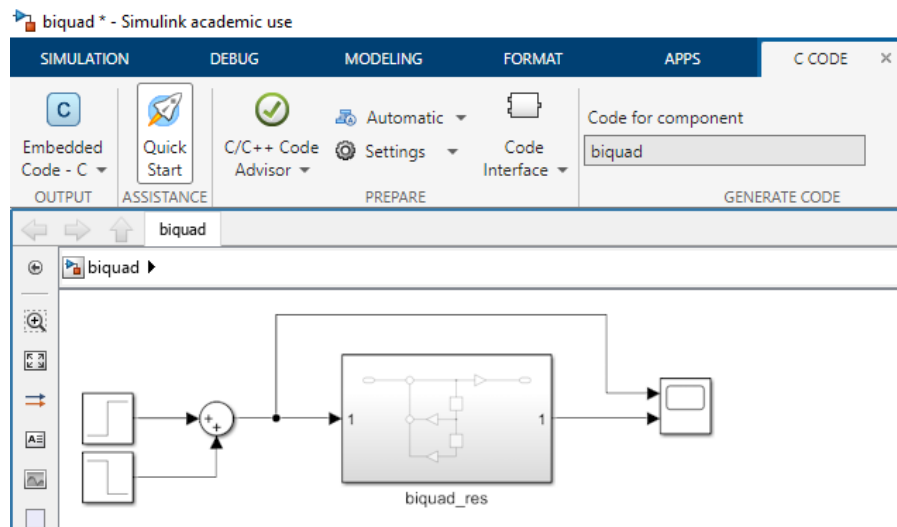 biquad * - Simulink academic use
SIMULATION DEBUG MODELING FORMAT APPS C CODE
C
Embedded Code - C
Quick Start
C/C++ Code Advisor
Automatic
Settings
Code Interface
Code for component
biquad
OUTPUT ASSISTANCE PREPARE GENERATE CODE
biquad
biquad
A
+
+
1 1
biquad_res